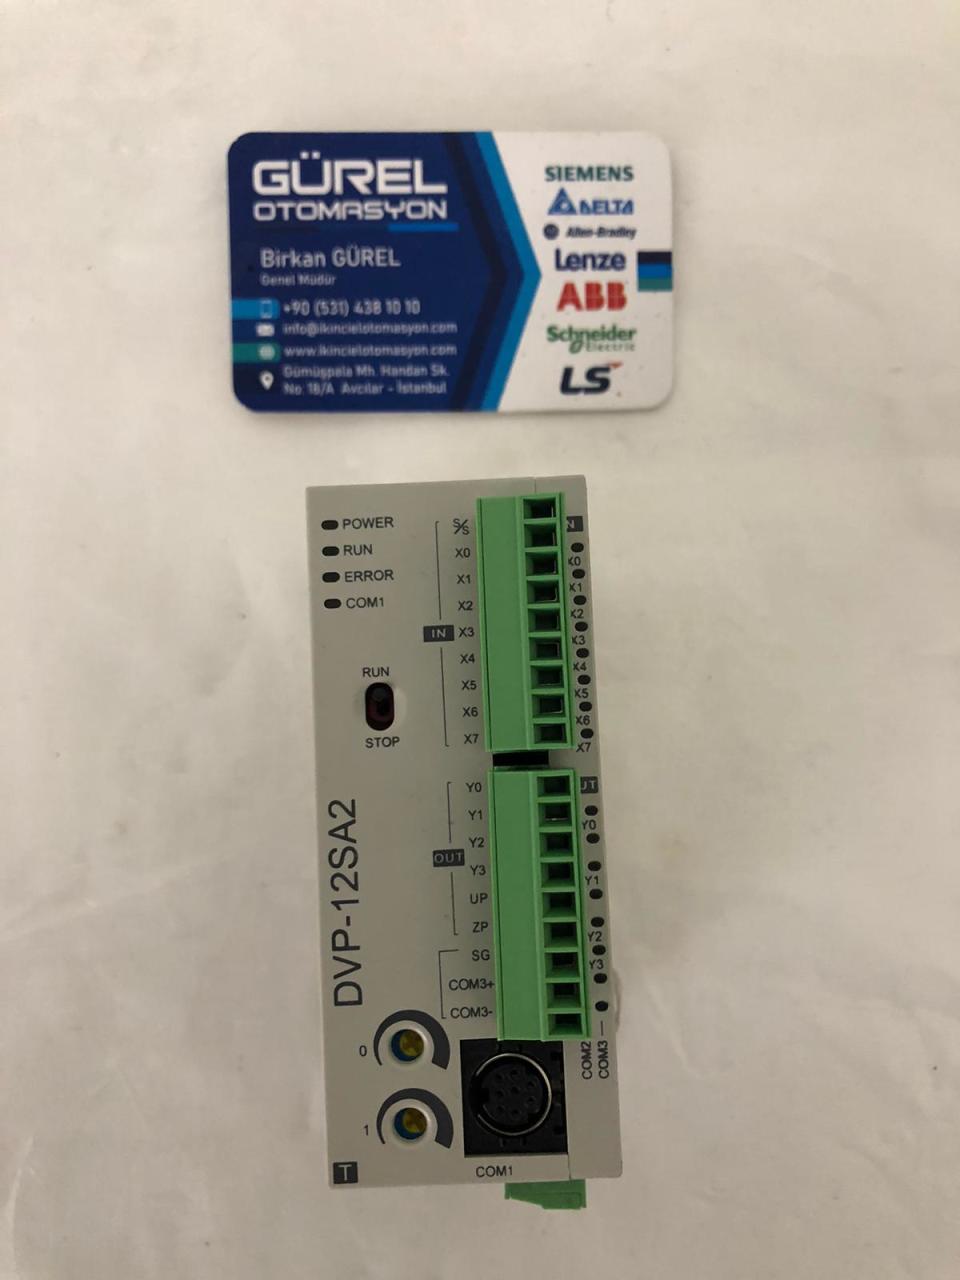 GÜREL
OTOMASYON
Birkan GÜREL
Genel Müdür
+90 (531) 438 10 10
info@ikincielotomasyon.com
www.ikincielotomasyon.com
Gümüşpala Mh. Handan Sk.
No: 18/A Avcılar - İstanbul
SIEMENS
DELTA
Allen-Bradley
Lenze
ABB
Schneider
Electric
LS
POWER
RUN
ERROR
COM1
RUN
STOP
IN
S/S
X0
X1
X2
X3
X4
X5
X6
X7
OUT
Y0
Y1
Y2
Y3
UP
ZP
SG
COM3+
COM3-
N
X0
X1
X2
X3
X4
X5
X6
X7
UT
Y0
Y1
Y2
Y3
COM2
COM3
DVP-12SA2
0
1
T
COM1